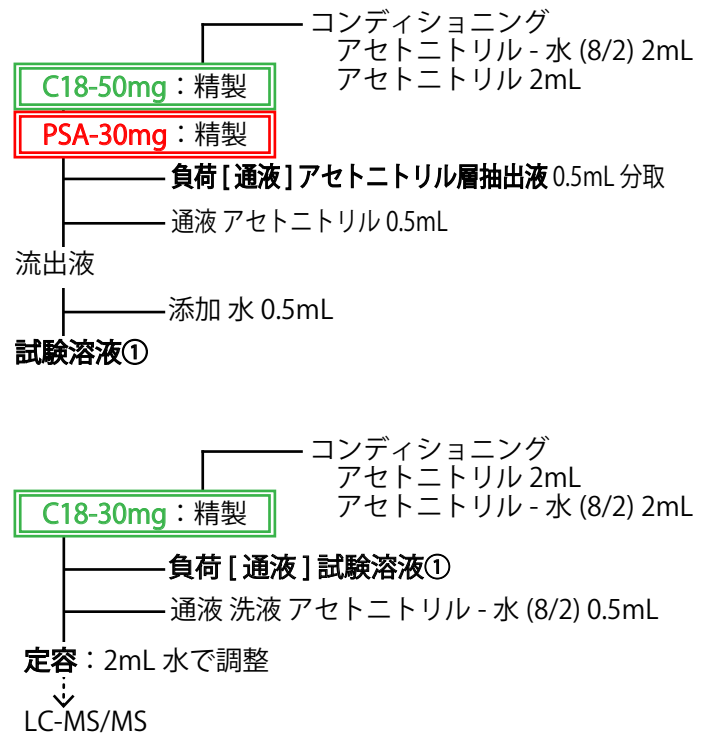 コンディショニング
アセトニトリル - 水 (8/2) 2mL
アセトニトリル 2mL
C18-50mg：精製
PSA-30mg：精製
負荷 [ 通液 ] アセトニトリル層抽出液 0.5mL 分取
通液 アセトニトリル 0.5mL
流出液
添加 水 0.5mL
試験溶液①
コンディショニング
アセトニトリル 2mL
アセトニトリル - 水 (8/2) 2mL
C18-30mg：精製
負荷 [ 通液 ] 試験溶液①
通液 洗液 アセトニトリル - 水 (8/2) 0.5mL
定容：2mL 水で調整
LC-MS/MS